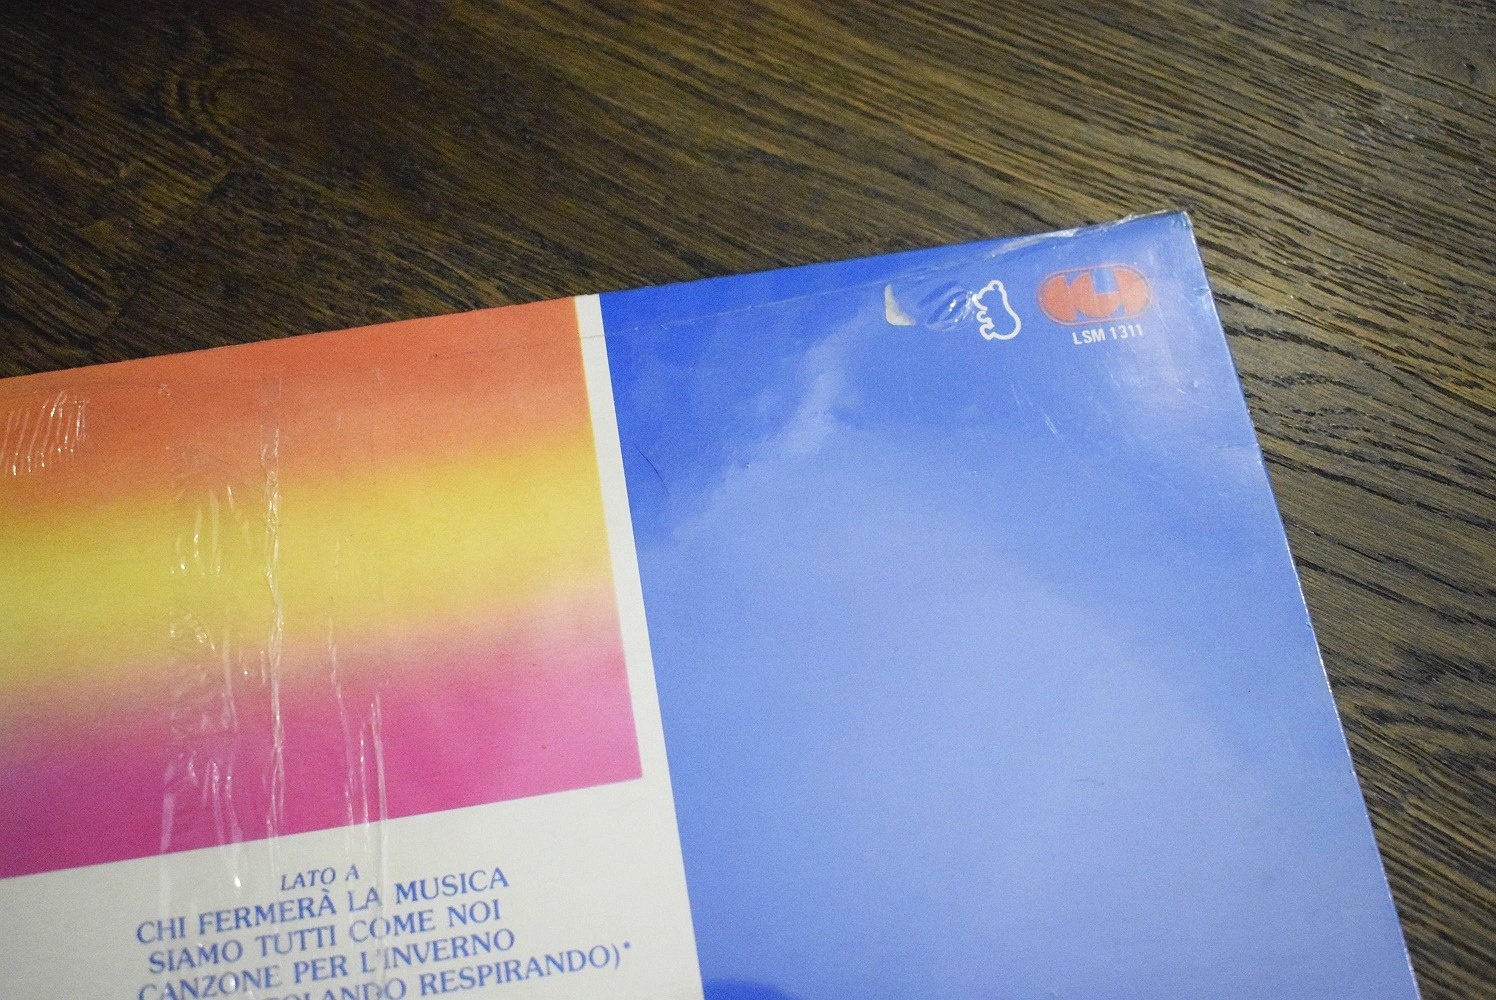 LSM 1311
LATO A
CHI FERMERÀ LA MUSICA
SIAMO TUTTI COME NOI
CANZONE PER L'INVERNO
RESPIRANDO)*